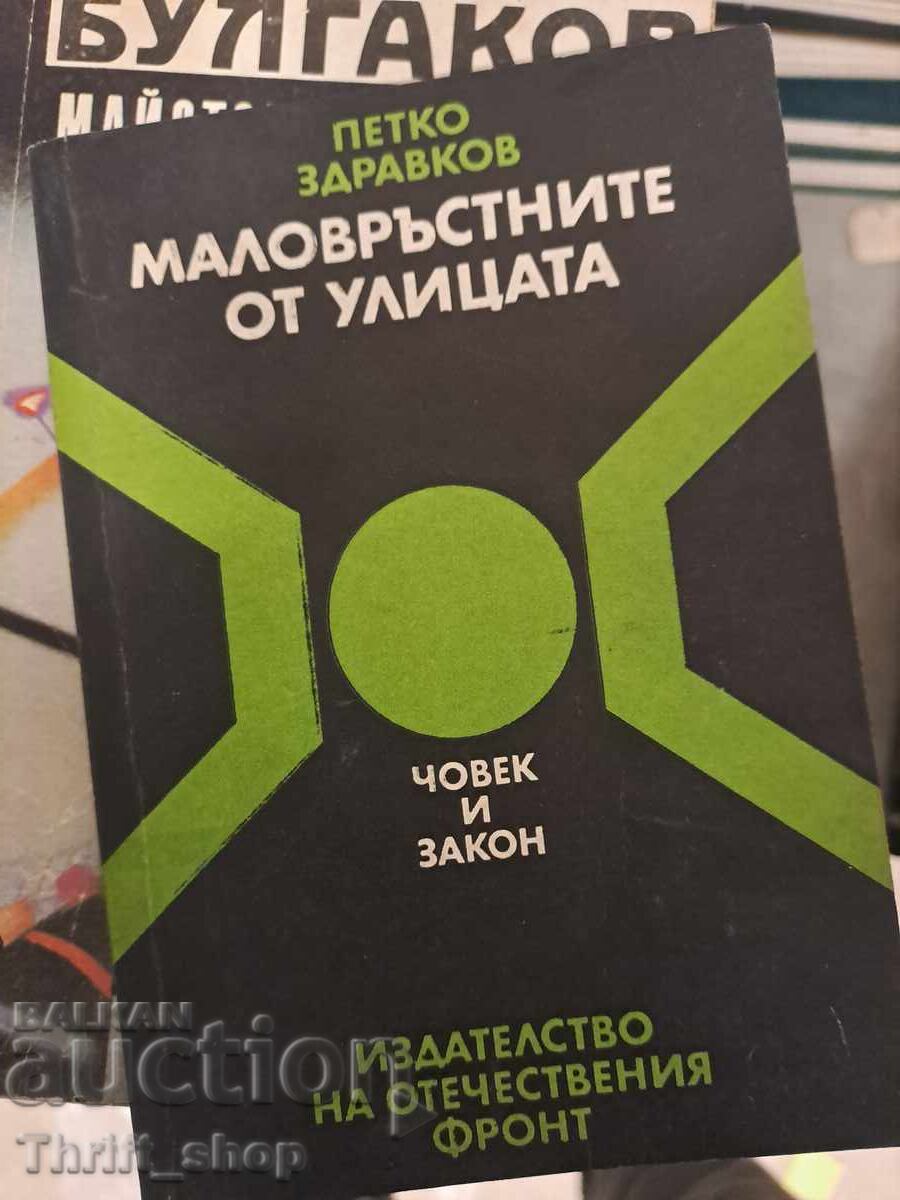 БУЛГАКОВ
ПЕТКО
ЗДРАВКОВ
МАЛОВРЪСТНИТЕ
ОТ УЛИЦАТА
ЧОВЕК
И
ЗАКОН
ИЗДАТЕЛСТВО
НА ОТЕЧЕСТВЕНИЯ
ФРОНТ
BALKAN
auction
Thrift_shop